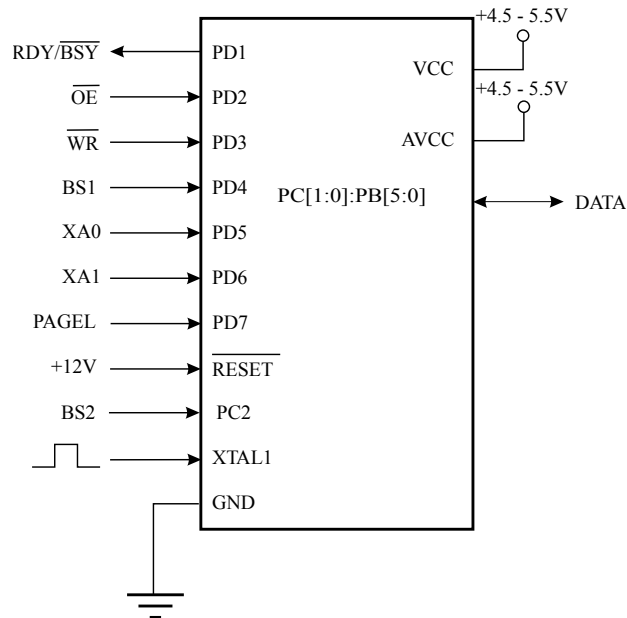 +4.5 - 5.5V
RDY/BSY PD1
VCC
OE PD2
+4.5 - 5.5V
WR PD3
AVCC
BS1 PD4
PC[1:0]:PB[5:0]
DATA
XA0 PD5
XA1 PD6
PAGEL PD7
+12V RESET
BS2 PC2
XTAL1
GND